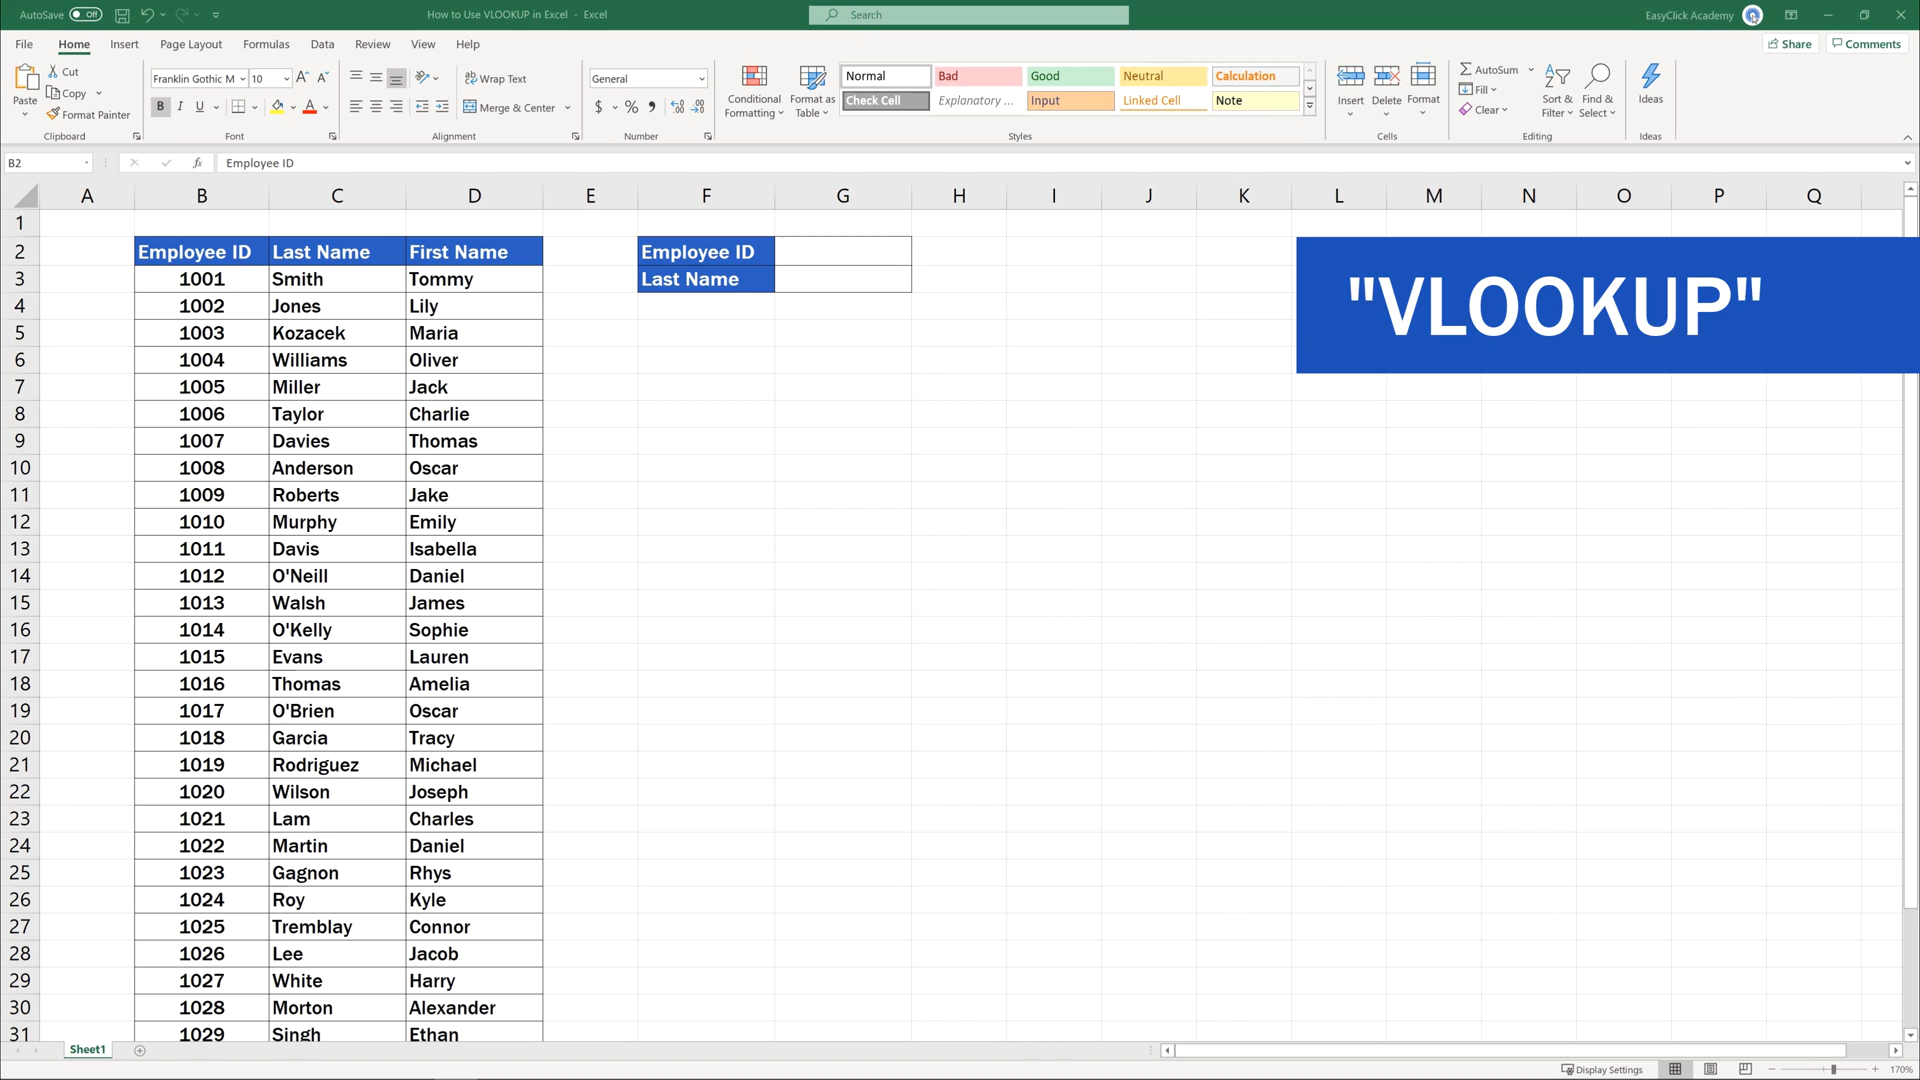 AutoSave Off How to Use VLOOKUP in Excel - Excel Search EasyClick Academy
File Home Insert Page Layout Formulas Data Review View Help Share Comments
Paste Cut Copy Format Painter
Franklin Gothic M 10
B I U A
Wrap Text
Merge & Center
General
$ % ,
Conditional Formatting Format as Table
Normal Bad Good Neutral Calculation
Check Cell Explanatory ... Input Linked Cell Note
Insert Delete Format
AutoSum
Fill
Clear
Sort & Filter Find & Select
Ideas
Clipboard Font Alignment Number Styles Cells Editing Ideas
B2 fx Employee ID
A B C D E F G H I J K L M N O P Q
1
2 Employee ID Last Name First Name Employee ID
3 1001 Smith Tommy Last Name
"VLOOKUP"
4 1002 Jones Lily
5 1003 Kozacek Maria
6 1004 Williams Oliver
7 1005 Miller Jack
8 1006 Taylor Charlie
9 1007 Davies Thomas
10 1008 Anderson Oscar
11 1009 Roberts Jake
12 1010 Murphy Emily
13 1011 Davis Isabella
14 1012 O'Neill Daniel
15 1013 Walsh James
16 1014 O'Kelly Sophie
17 1015 Evans Lauren
18 1016 Thomas Amelia
19 1017 O'Brien Oscar
20 1018 Garcia Tracy
21 1019 Rodriguez Michael
22 1020 Wilson Joseph
23 1021 Lam Charles
24 1022 Martin Daniel
25 1023 Gagnon Rhys
26 1024 Roy Kyle
27 1025 Tremblay Connor
28 1026 Lee Jacob
29 1027 White Harry
30 1028 Morton Alexander
31 1029 Singh Ethan
Sheet1
Display Settings 170%